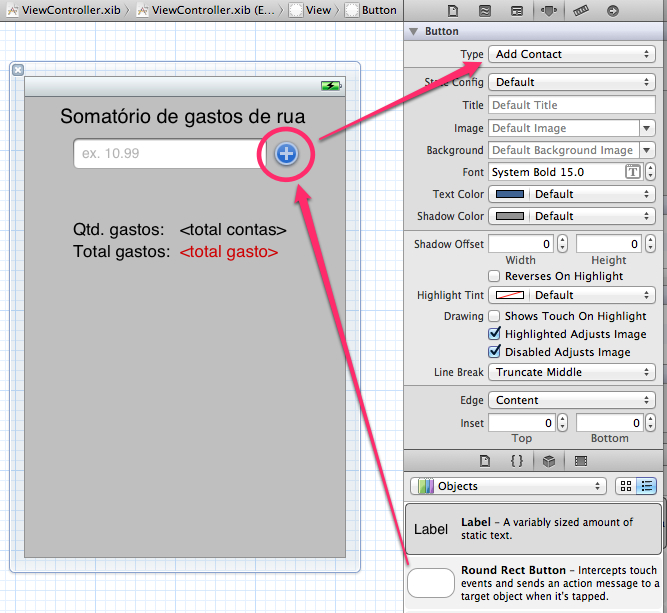 ViewController.xib
ViewController.xib (E...
View
Button
Button
Type
Add Contact
State Config
Default
Title
Default Title
Image
Default Image
Background
Default Background Image
Font
System Bold 15.0
T
Text Color
Default
Shadow Color
Default
Shadow Offset
0
0
Width
Height
Reverses On Highlight
Highlight Tint
Default
Drawing
Shows Touch On Highlight
Highlighted Adjusts Image
Disabled Adjusts Image
Line Break
Truncate Middle
Edge
Content
Inset
0
0
Top
Bottom
{ }
Objects
Label
Label – A variably sized amount of
static text.
Round Rect Button – Intercepts touch
events and sends an action message to a
target object when it's tapped.
Somatório de gastos de rua
ex. 10.99
Qtd. gastos: <total contas>
Total gastos: <total gasto>